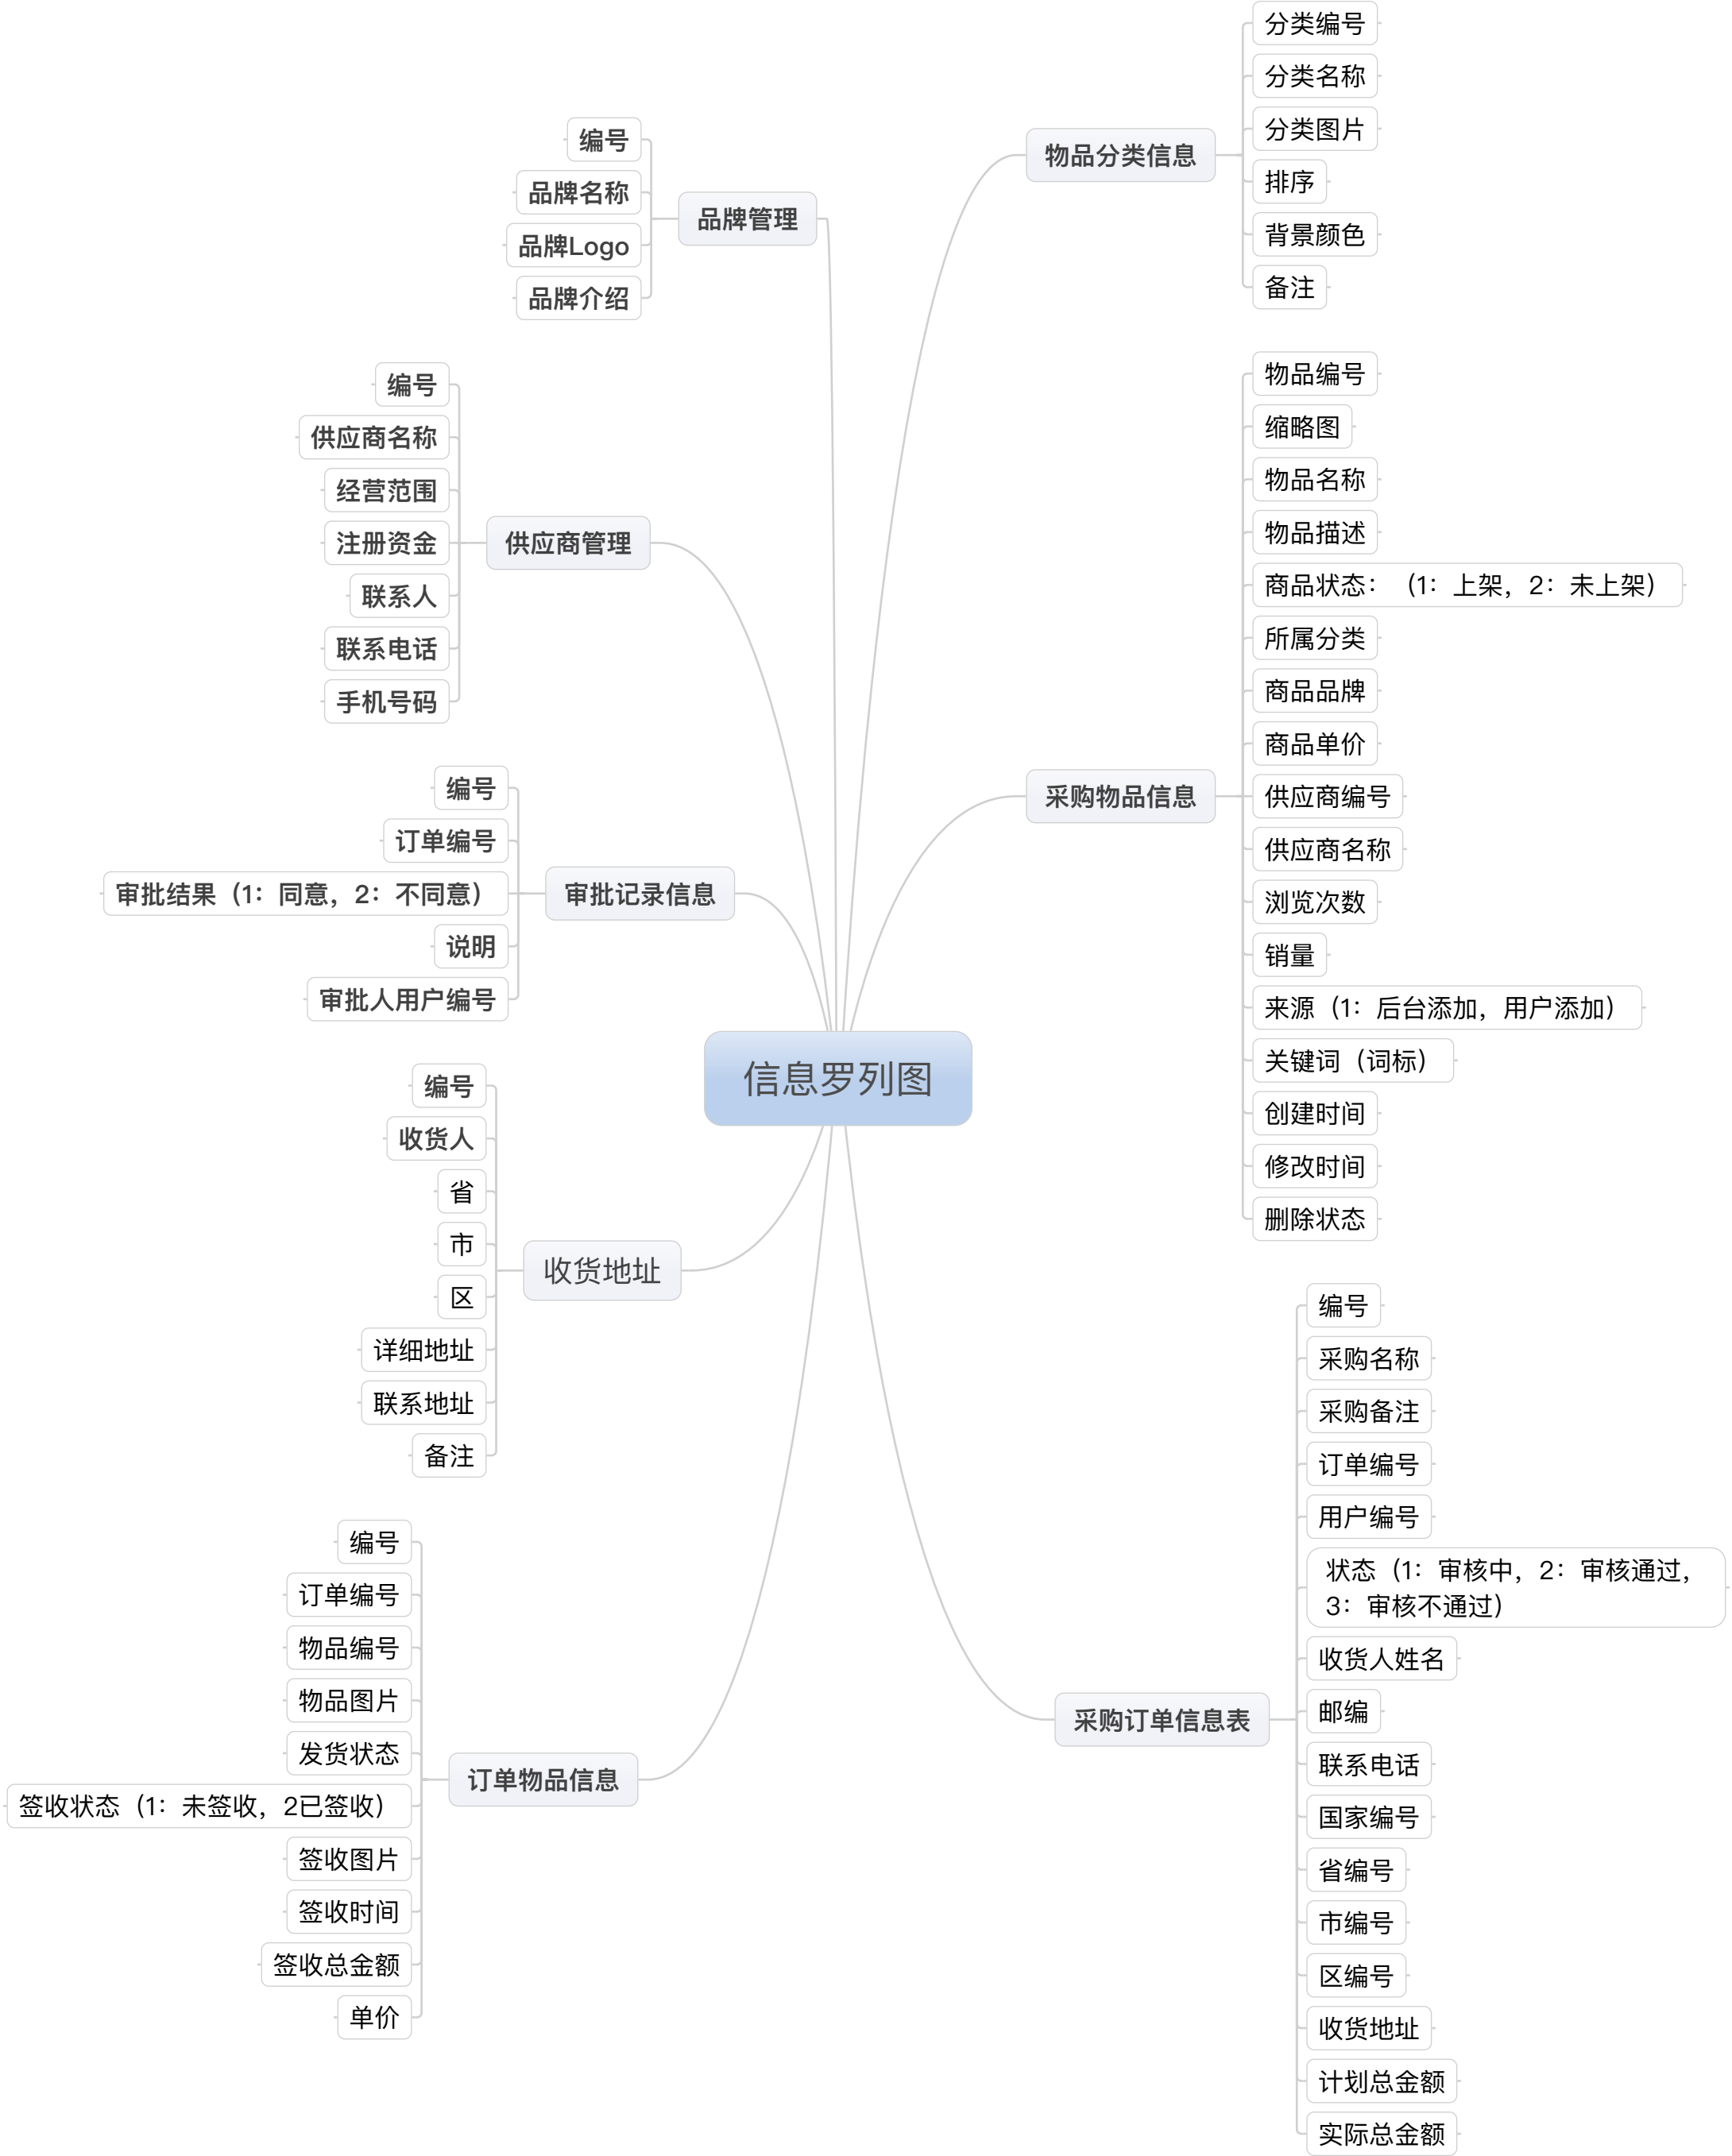 信息罗列图
物品分类信息
分类编号
分类名称
分类图片
排序
背景颜色
备注
采购物品信息
物品编号
缩略图
物品名称
物品描述
商品状态：（1：上架，2：未上架）
所属分类
商品品牌
商品单价
供应商编号
供应商名称
浏览次数
销量
来源（1：后台添加，用户添加）
关键词（词标）
创建时间
修改时间
删除状态
采购订单信息表
编号
采购名称
采购备注
订单编号
用户编号
状态（1：审核中，2：审核通过，
3：审核不通过）
收货人姓名
邮编
联系电话
国家编号
省编号
市编号
区编号
收货地址
计划总金额
实际总金额
品牌管理
编号
品牌名称
品牌Logo
品牌介绍
供应商管理
编号
供应商名称
经营范围
注册资金
联系人
联系电话
手机号码
审批记录信息
编号
订单编号
审批结果（1：同意，2：不同意）
说明
审批人用户编号
收货地址
编号
收货人
省
市
区
详细地址
联系地址
备注
订单物品信息
编号
订单编号
物品编号
物品图片
发货状态
签收状态（1：未签收，2已签收）
签收图片
签收时间
签收总金额
单价